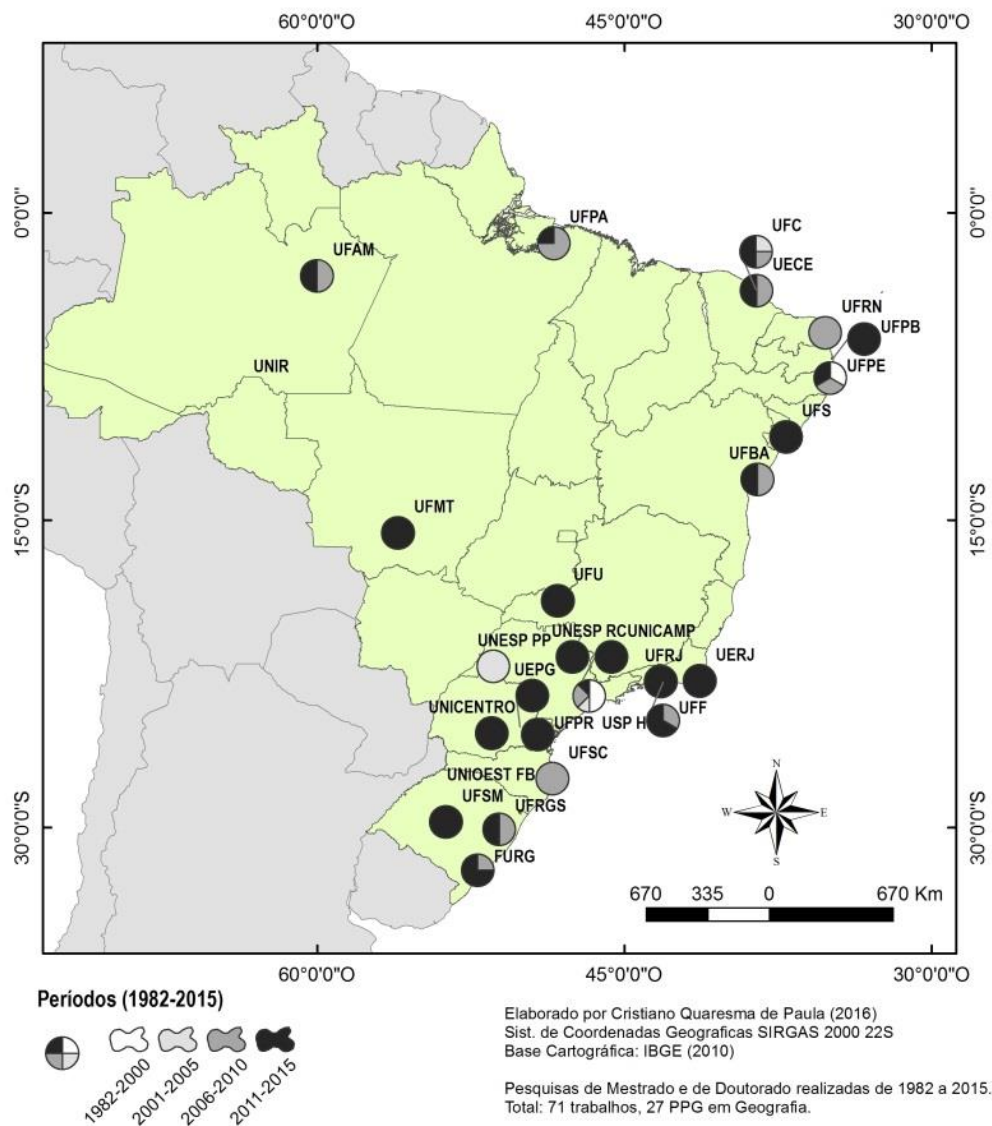 60°0'0"O 45°0'0"O 30°0'0"O
0°0'0" 0°0'0"
15°0'0"S 15°0'0"S
30°0'0"S 30°0'0"S
UFPA
UFC
UFAM
UECE
UFRN
UFPB
UNIR
UFPE
UFS
UFBA
UFMT
UFU
UNESP PP UNESP RC UNICAMP
UEPG UFRJ UERJ
UNICENTRO UFPR USP H UFF
UFSC
UNIOEST FB
UFSM UFRGS
FURG
N
W E
S
670 335 0 670 Km
60°0'0"O 45°0'0"O 30°0'0"O
Períodos (1982-2015)
1982-2000
2001-2005
2006-2010
2011-2015
Elaborado por Cristiano Quaresma de Paula (2016)
Sist. de Coordenadas Geograficas SIRGAS 2000 22S
Base Cartográfica: IBGE (2010)
Pesquisas de Mestrado e de Doutorado realizadas de 1982 a 2015.
Total: 71 trabalhos, 27 PPG em Geografia.